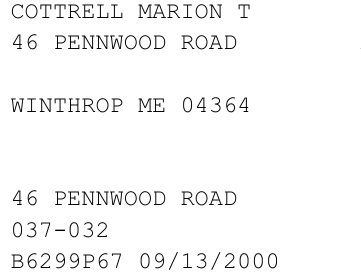 COTTRELL MARION T
46 PENNWOOD ROAD
WINTHROP ME 04364
46 PENNWOOD ROAD
037-032
B6299P67 09/13/2000